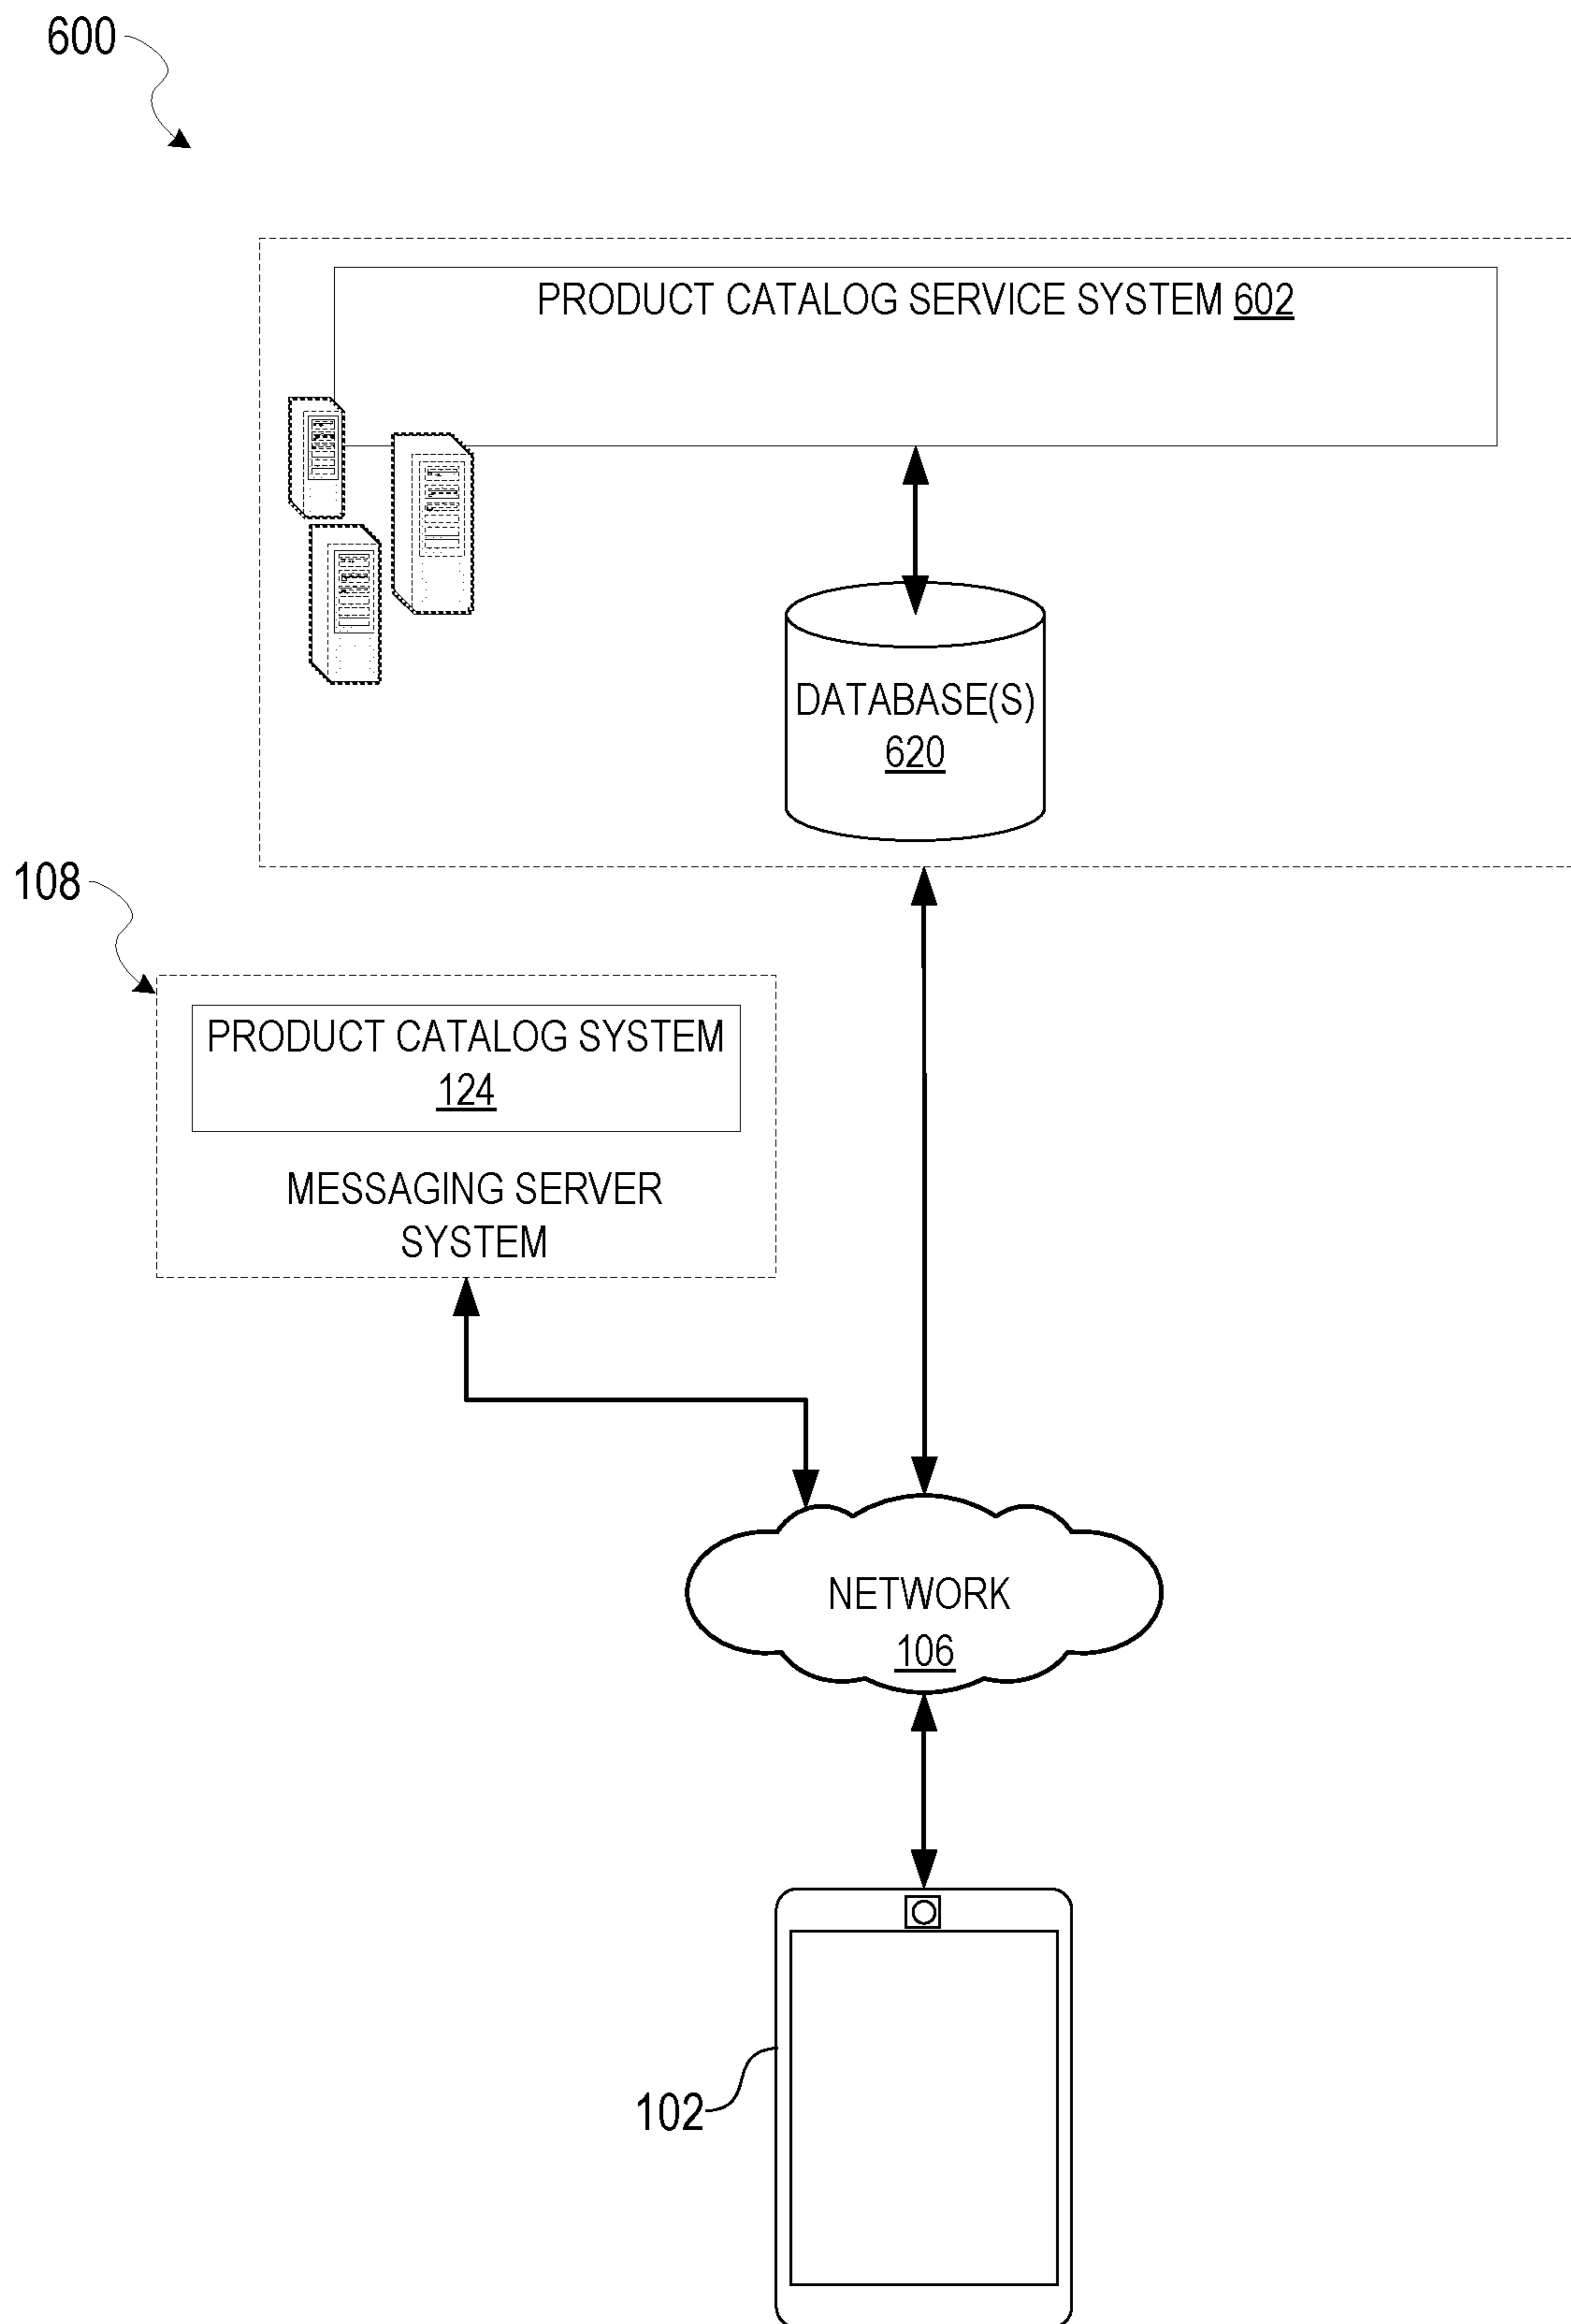 600
PRODUCT CATALOG SERVICE SYSTEM 602
DATABASE(S)
620
108
PRODUCT CATALOG SYSTEM
124
MESSAGING SERVER
SYSTEM
NETWORK
106
102